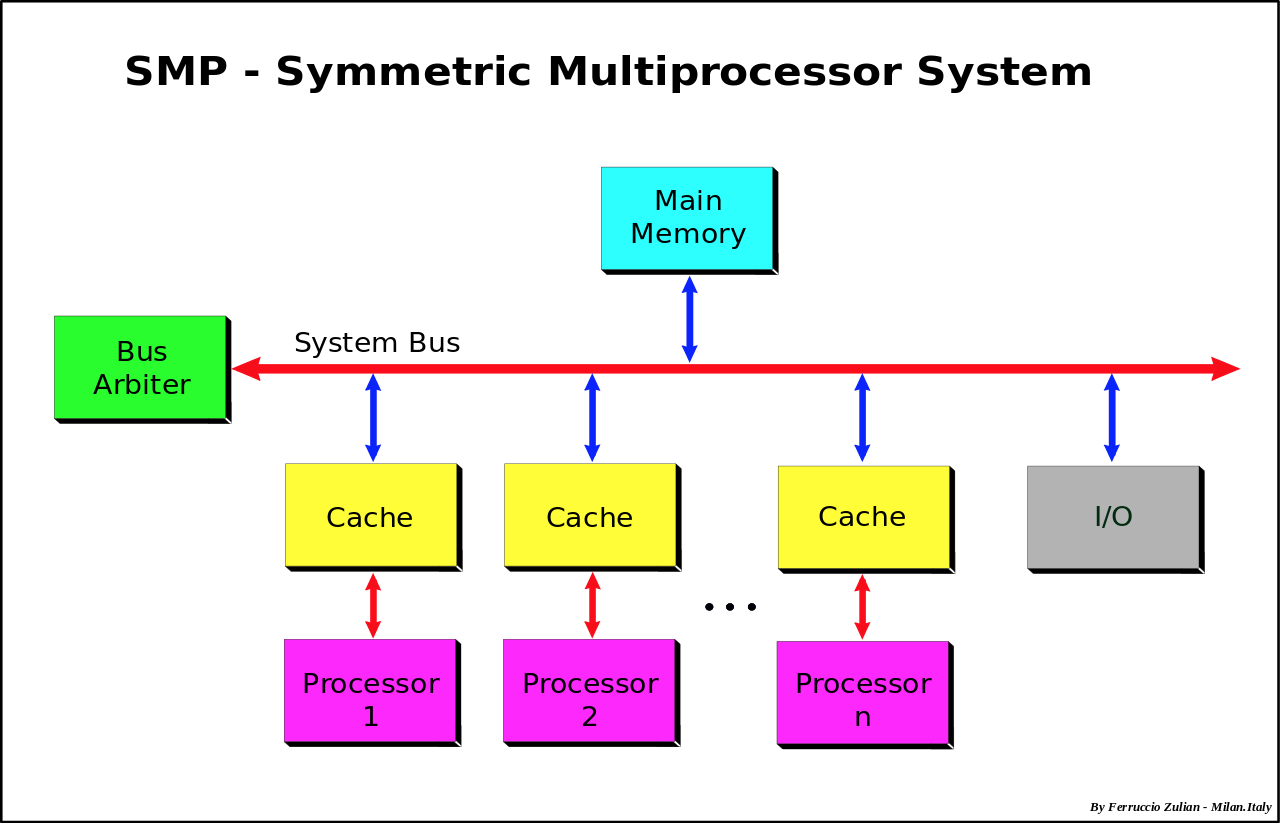 SMP - Symmetric Multiprocessor System
Main
Memory
Bus
Arbiter
System Bus
Cache
Cache
Cache
I/O
...
Processor
1
Processor
2
Processor
n
By Ferruccio Zulian - Milan.Italy